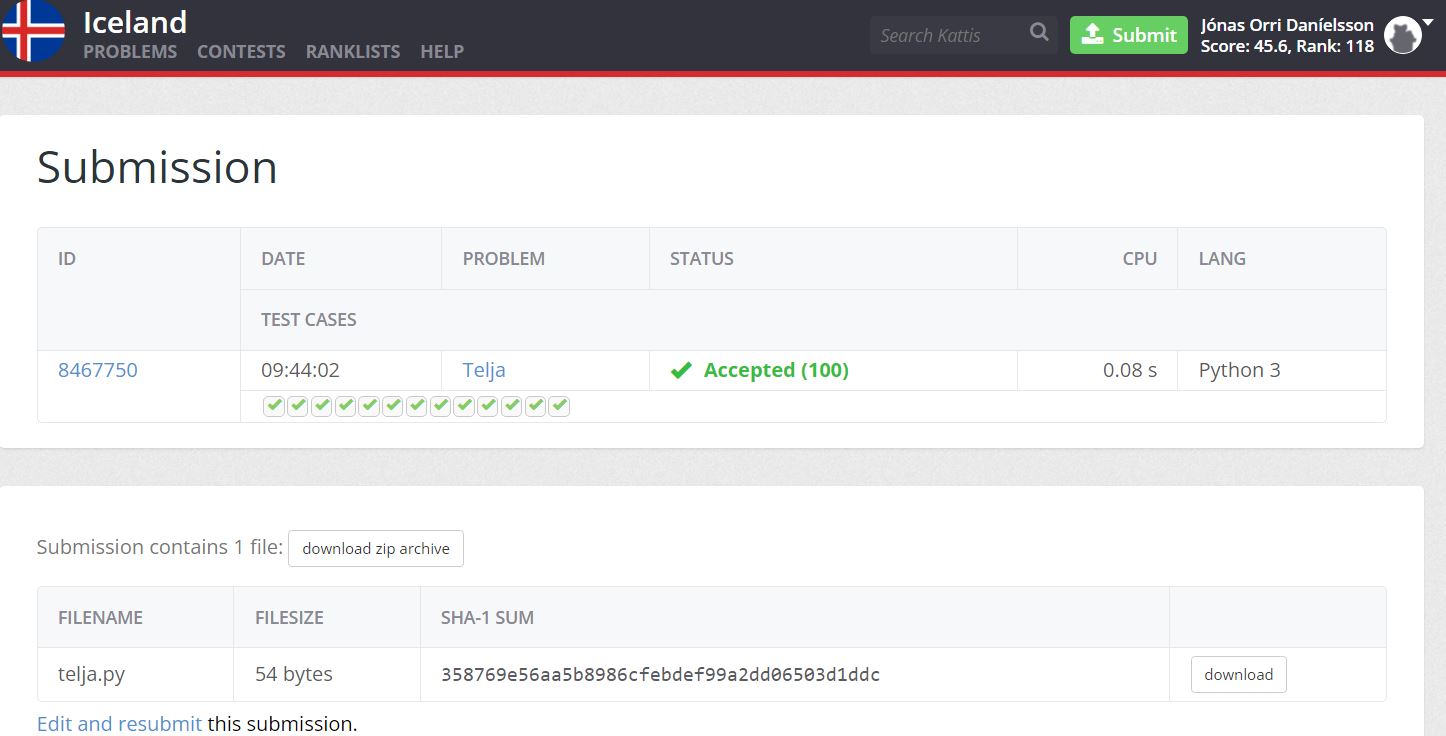 Iceland
PROBLEMS CONTESTS RANKLISTS HELP
Search Kattis
Submit
Jónas Orri Daníelsson
Score: 45.6, Rank: 118
Submission
ID DATE PROBLEM STATUS CPU LANG
TEST CASES
8467750 09:44:02 Telja Accepted (100) 0.08 s Python 3
Submission contains 1 file: download zip archive
FILENAME FILESIZE SHA-1 SUM
telja.py 54 bytes 358769e56aa5b8986cfebdef99a2dd06503d1ddc download
Edit and resubmit this submission.